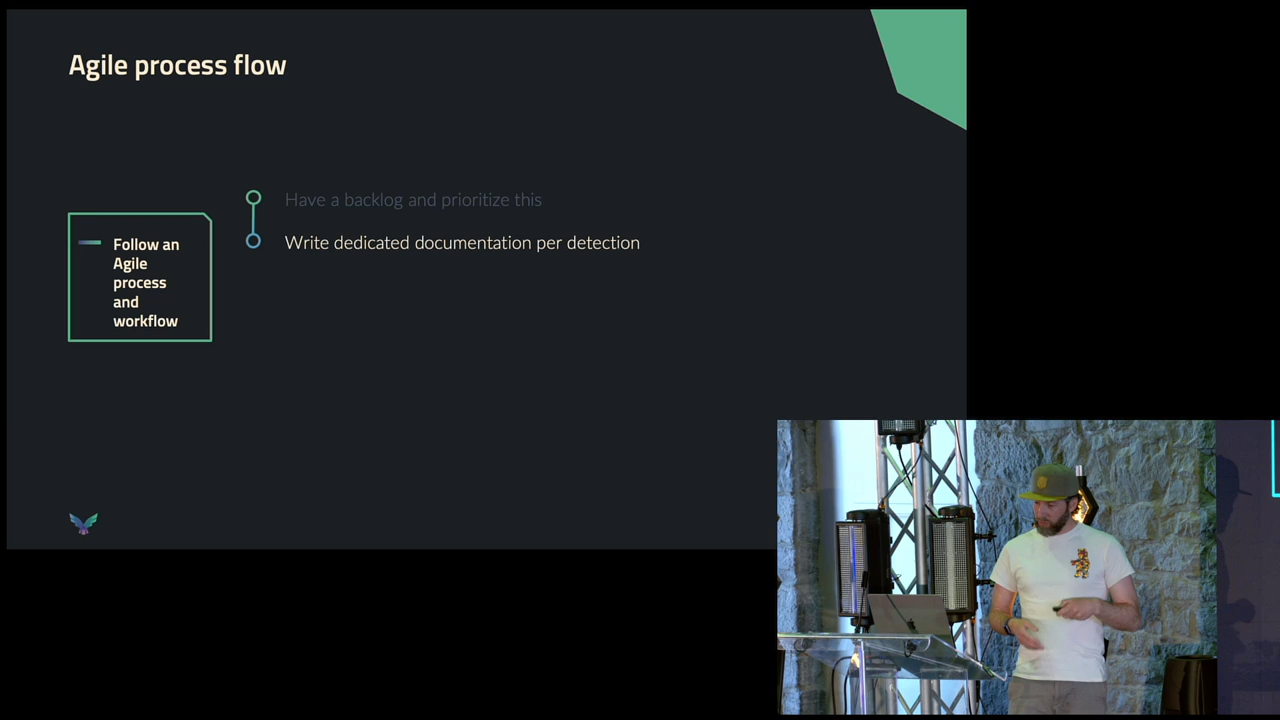 Agile process flow
Have a backlog and prioritize this
Write dedicated documentation per detection
Follow an
Agile
process
and
workflow